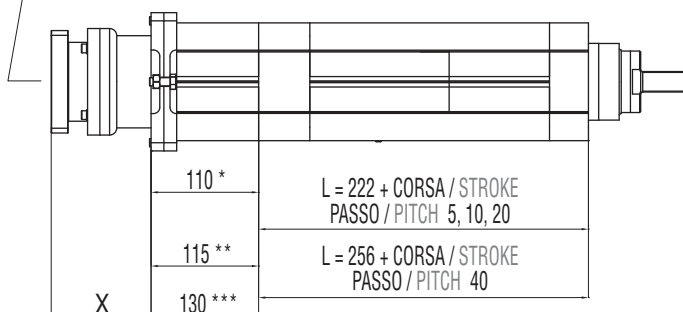 110 *
L = 222 + CORSA / STROKE
PASSO / PITCH 5, 10, 20
115 **
L = 256 + CORSA / STROKE
PASSO / PITCH 40
X
130 ***